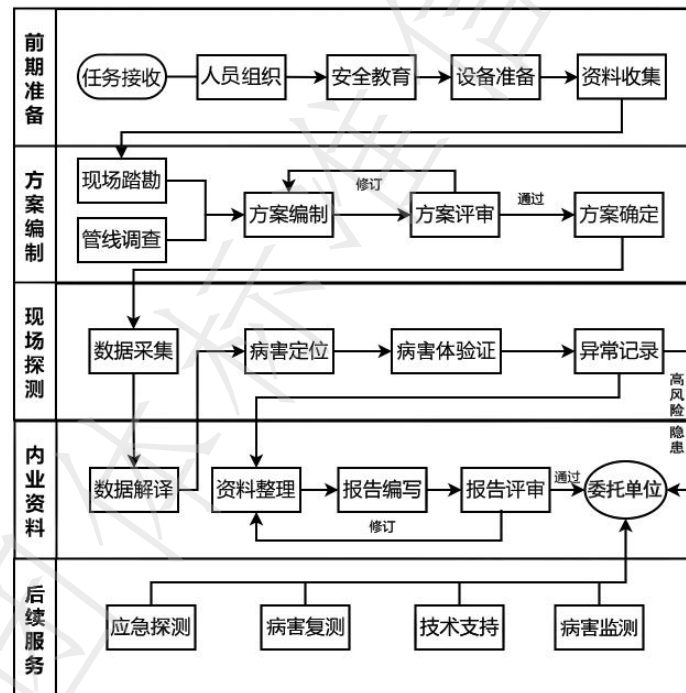 前期准备
任务接收
人员组织
安全教育
设备准备
资料收集
方案编制
现场踏勘
管线调查
方案编制
修订
方案评审
通过
方案确定
现场探测
数据采集
病害定位
病害体验证
异常记录
高风险隐患
内业资料
数据解译
资料整理
报告编写
报告评审
修订
通过
委托单位
后续服务
应急探测
病害复测
技术支持
病害监测
团体标准信